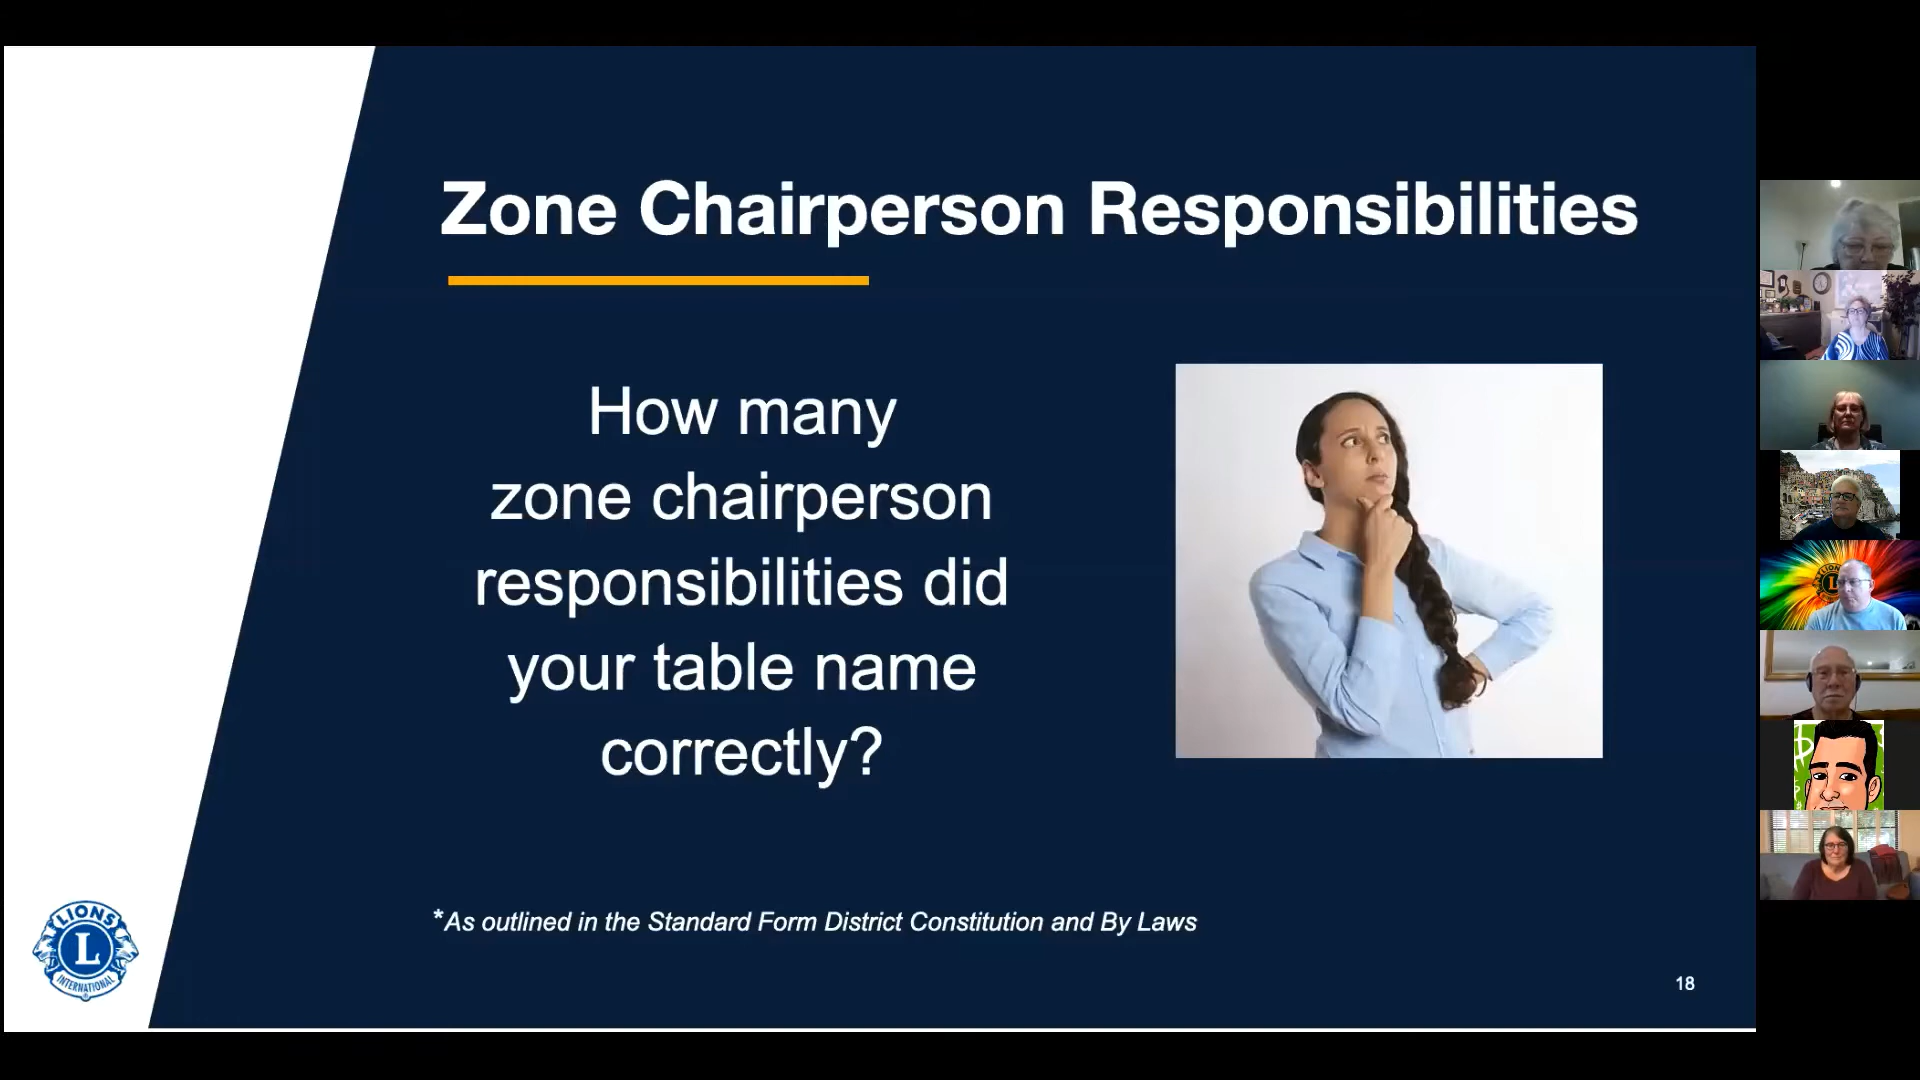 Zone Chairperson Responsibilities
How many
zone chairperson
responsibilities did
your table name
correctly?
*As outlined in the Standard Form District Constitution and By Laws
LIONS
L
INTERNATIONAL
18
LIONS
L